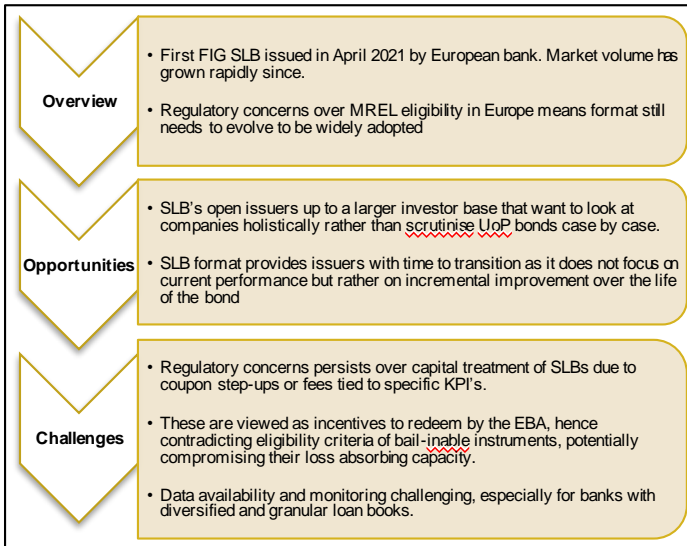 Overview
• First FIG SLB issued in April 2021 by European bank. Market volume has
grown rapidly since.
• Regulatory concerns over MREL eligibility in Europe means format still
needs to evolve to be widely adopted
Opportunities
• SLB's open issuers up to a larger investor base that want to look at
companies holistically rather than scrutinise UoP bonds case by case.
• SLB format provides issuers with time to transition as it does not focus on
current performance but rather on incremental improvement over the life
of the bond
Challenges
• Regulatory concerns persists over capital treatment of SLBs due to
coupon step-ups or fees tied to specific KPI's.
• These are viewed as incentives to redeem by the EBA, hence
contradicting eligibility criteria of bail-inable instruments, potentially
compromising their loss absorbing capacity.
• Data availability and monitoring challenging, especially for banks with
diversified and granular loan books.